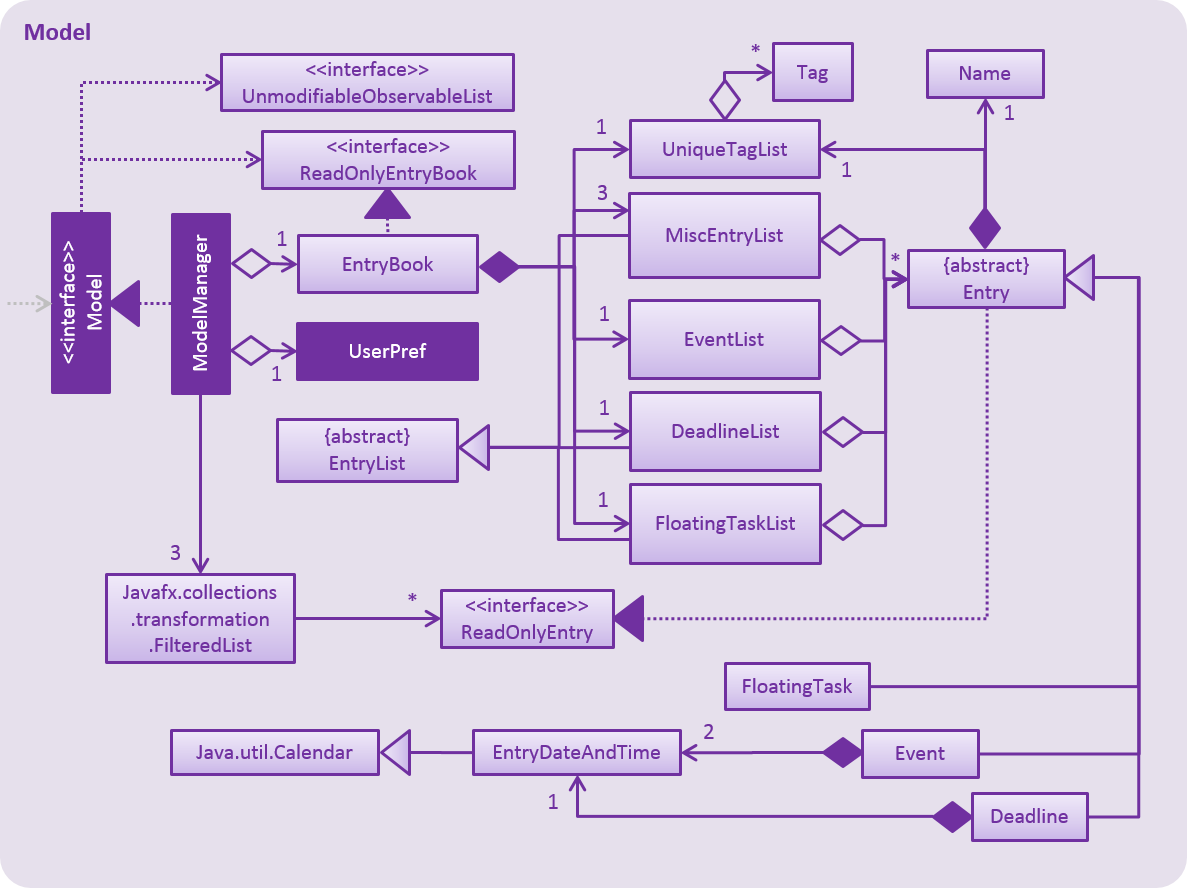 Model
<<interface>>
UnmodifiableObservableList
*
Tag
Name
1
<<interface>>
ReadOnlyEntryBook
1
UniqueTagList
1
3
MiscEntryList
<<interface>>
Model
ModelManager
1
EntryBook
*
{abstract}
Entry
1
EventList
UserPref
1
1
DeadlineList
{abstract}
EntryList
1
FloatingTaskList
3
Javafx.collections
.transformation
.FilteredList
*
<<interface>>
ReadOnlyEntry
FloatingTask
Java.util.Calendar
EntryDateAndTime
2
Event
1
Deadline